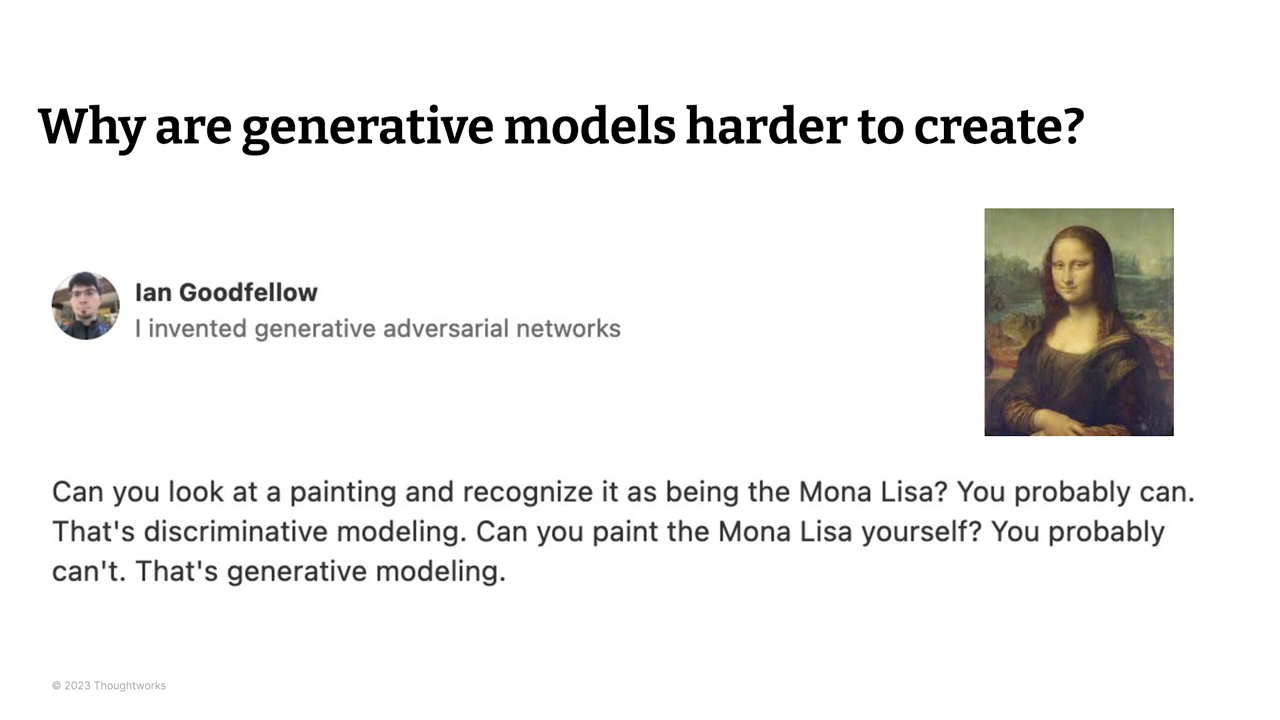 Why are generative models harder to create?
Ian Goodfellow
I invented generative adversarial networks
Can you look at a painting and recognize it as being the Mona Lisa? You probably can.
That's discriminative modeling. Can you paint the Mona Lisa yourself? You probably
can't. That's generative modeling.
© 2023 Thoughtworks